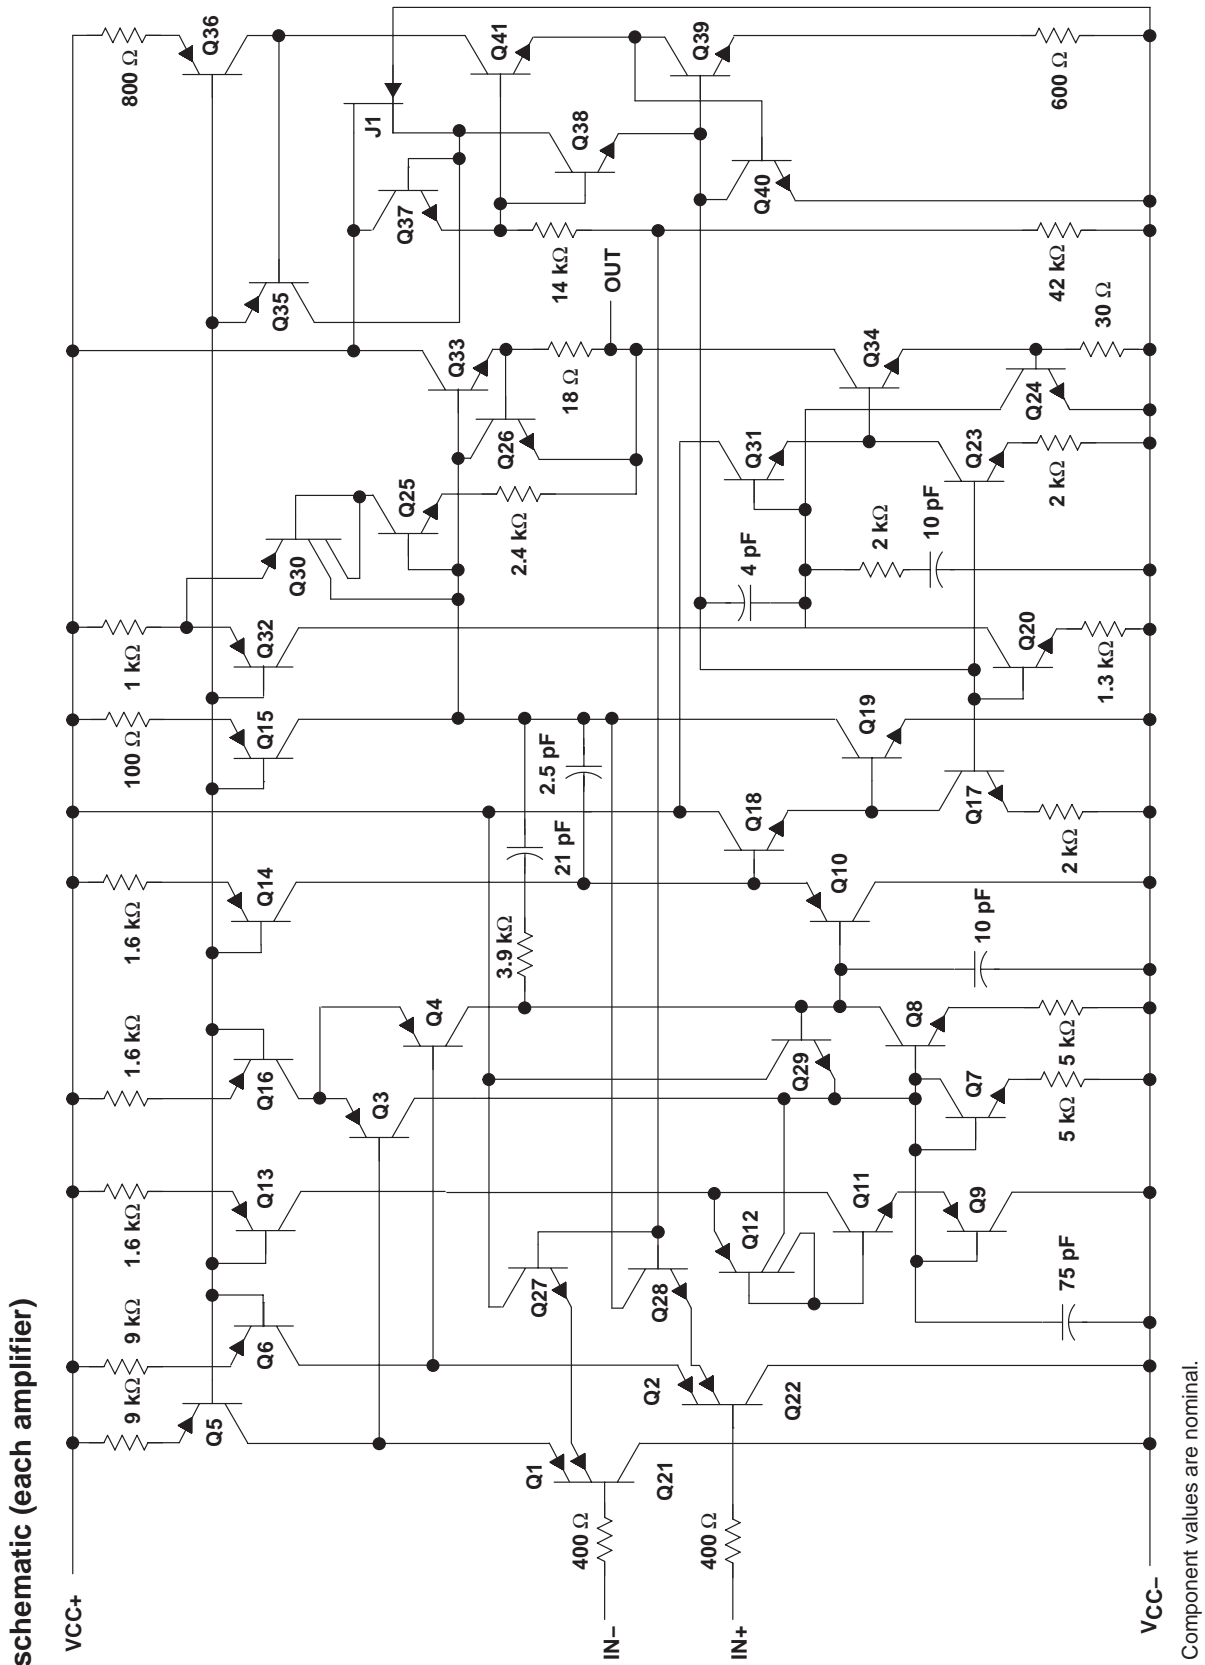 schematic (each amplifier)
VCC+
9 kΩ
9 kΩ
1.6 kΩ
1.6 kΩ
1.6 kΩ
100 Ω
1 kΩ
800 Ω
Q5
Q6
Q13
Q16
Q14
Q15
Q32
Q30
Q35
Q36
Q3
Q4
Q25
Q26
Q33
Q37
J1
Q41
3.9 kΩ
21 pF
2.5 pF
2.4 kΩ
18 Ω
OUT
14 kΩ
Q38
Q39
IN−
400 Ω
Q1
Q21
Q27
Q28
IN+
400 Ω
Q2
Q22
Q12
Q11
Q29
Q10
Q18
Q19
4 pF
Q31
Q34
Q40
Q9
Q7
Q8
Q17
Q20
2 kΩ
10 pF
Q23
Q24
75 pF
5 kΩ
5 kΩ
10 pF
2 kΩ
1.3 kΩ
2 kΩ
30 Ω
42 kΩ
600 Ω
VCC−
Component values are nominal.